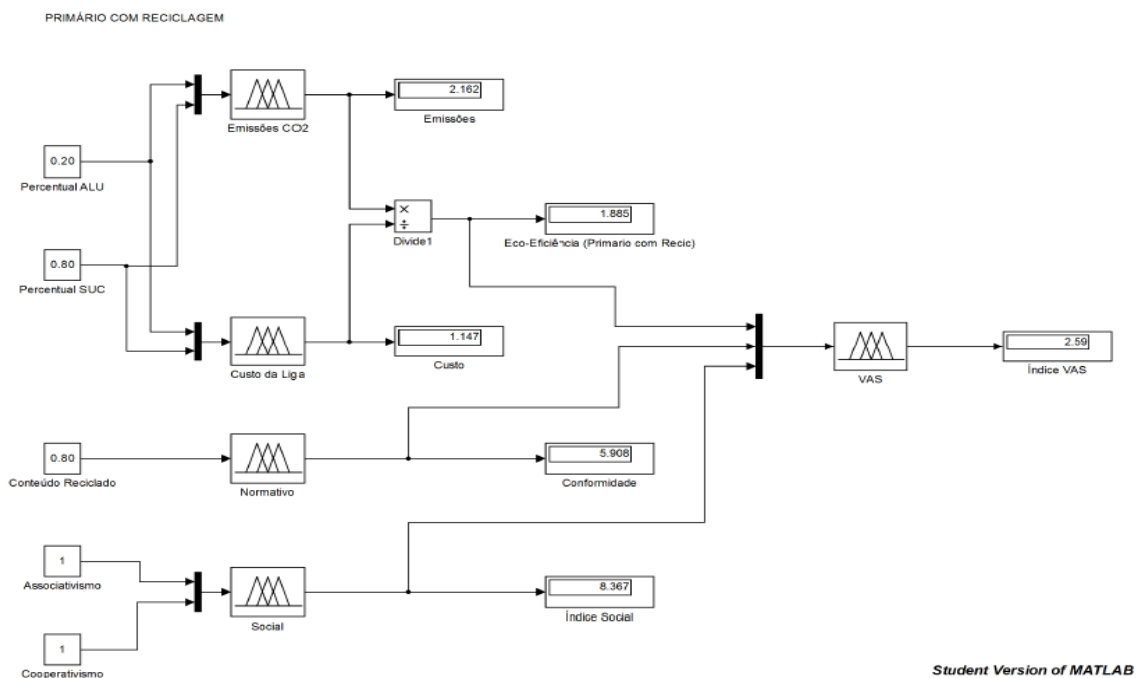 PRIMÁRIO COM RECICLAGEM
2.162
Emissões CO2
Emissões
0.20
Percentual ALU
×
÷
Divide1
1.885
Eco-Eficiência (Primario com Recic)
0.80
Percentual SUC
1.147
Custo da Liga
Custo
2.59
VAS
Índice VAS
0.80
Conteúdo Reciclado
Normativo
5.908
Conformidade
1
Associativismo
Social
8.367
Índice Social
1
Cooperativismo
Student Version of MATLAB